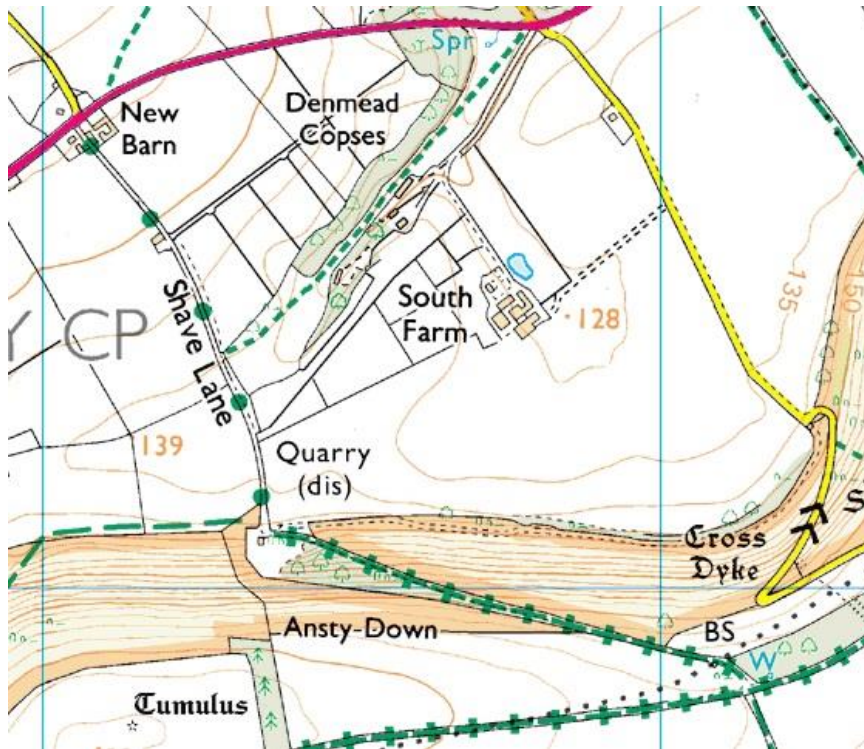 Spr
New
Barn
Denmead
Copses
135
150
Shave Lane
Y CP
South
Farm
128
139
Quarry
(dis)
Cross
Dyke
Ansty-Down
BS
W
Tumulus